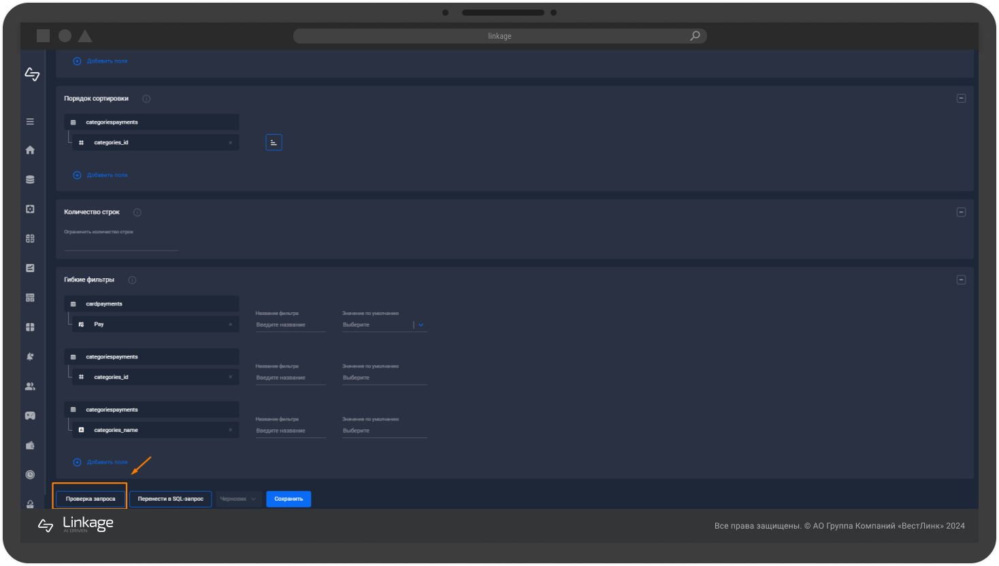 linkage
Добавить поля
Порядок сортировки
categoriespayments
categories_id
Добавить поля
Количество строк
Ограничить количество строк
Гибкие фильтры
cardpayments
Название фильтра Значение по умолчанию
Pay Введите название Выберите
categoriespayments
Название фильтра Значение по умолчанию
categories_id Введите название Выберите
categoriespayments
Название фильтра Значение по умолчанию
categories_name Введите название Выберите
Добавить поля
Проверка запроса Перенести в SQL-запрос Черновик Сохранить
Linkage
AI DRIVEN
Все права защищены. © АО Группа Компаний «ВестЛинк» 2024